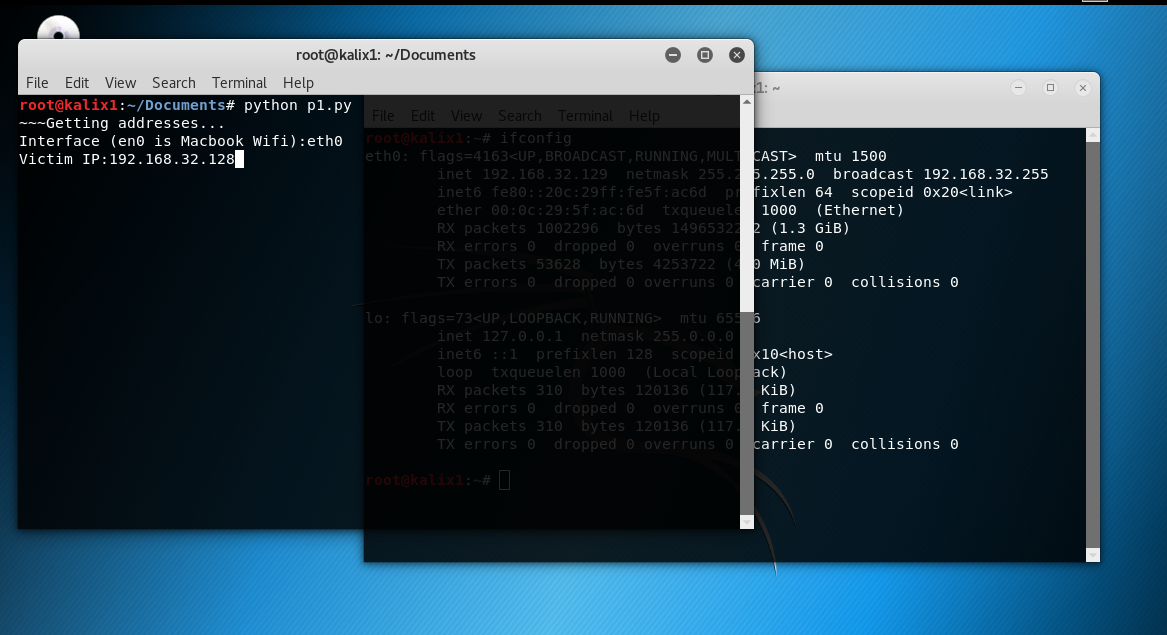 root@kalix1: ~/Documents
File Edit View Search Terminal Help
root@kalix1:~/Documents# python p1.py
~~~Getting addresses...
Interface (en0 is Macbook Wifi):eth0
Victim IP:192.168.32.128
1: ~
File Edit View Search Terminal Help
root@kalix1:~# ifconfig
eth0: flags=4163<UP,BROADCAST,RUNNING,MULTICAST> mtu 1500
inet 192.168.32.129 netmask 255.255.255.0 broadcast 192.168.32.255
inet6 fe80::20c:29ff:fe5f:ac6d prefixlen 64 scopeid 0x20<link>
ether 00:0c:29:5f:ac:6d txqueuelen 1000 (Ethernet)
RX packets 1002296 bytes (1.3 GiB)
RX errors 0 dropped 0 overruns 0 frame 0
TX packets 53628 bytes 4253722 MiB)
TX errors 0 dropped 0 overruns 0 carrier 0 collisions 0
lo: flags=73<UP,LOOPBACK,RUNNING> mtu 65536
inet 127.0.0.1 netmask 255.0.0.0
inet6 ::1 prefixlen 128 scopeid 0x10<host>
loop txqueuelen 1000 (Local Loopback)
RX packets 310 bytes 120136 KiB)
RX errors 0 dropped 0 overruns 0 frame 0
TX packets 310 bytes 120136 KiB)
TX errors 0 dropped 0 overruns 0 carrier 0 collisions 0
root@kalix1:~#